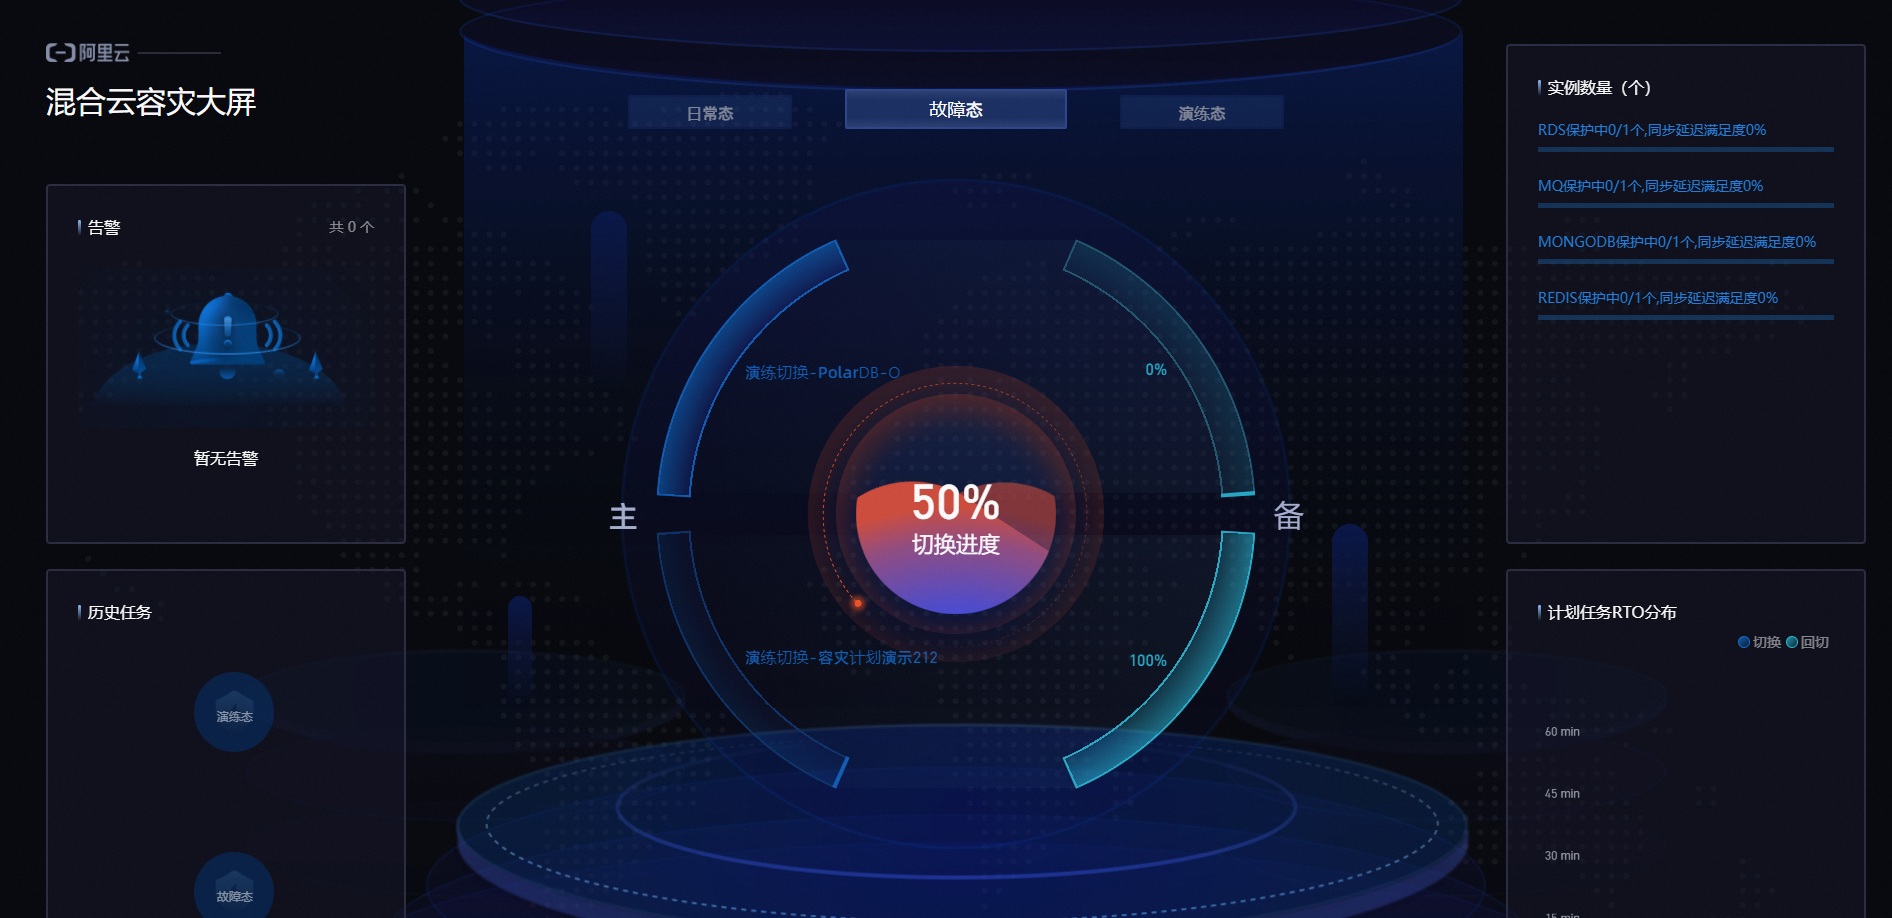 阿里云
混合云容灾大屏
日常态
故障态
演练态
告警
共 0 个
暂无告警
历史任务
演练态
故障态
主
备
演练切换-PolarDB-O
0%
50%
切换进度
演练切换-容灾计划演示212
100%
实例数量（个）
RDS保护中0/1个,同步延迟满足度0%
MQ保护中0/1个,同步延迟满足度0%
MONGODB保护中0/1个,同步延迟满足度0%
REDIS保护中0/1个,同步延迟满足度0%
计划任务RTO分布
切换 回切
60 min
45 min
30 min
15 min